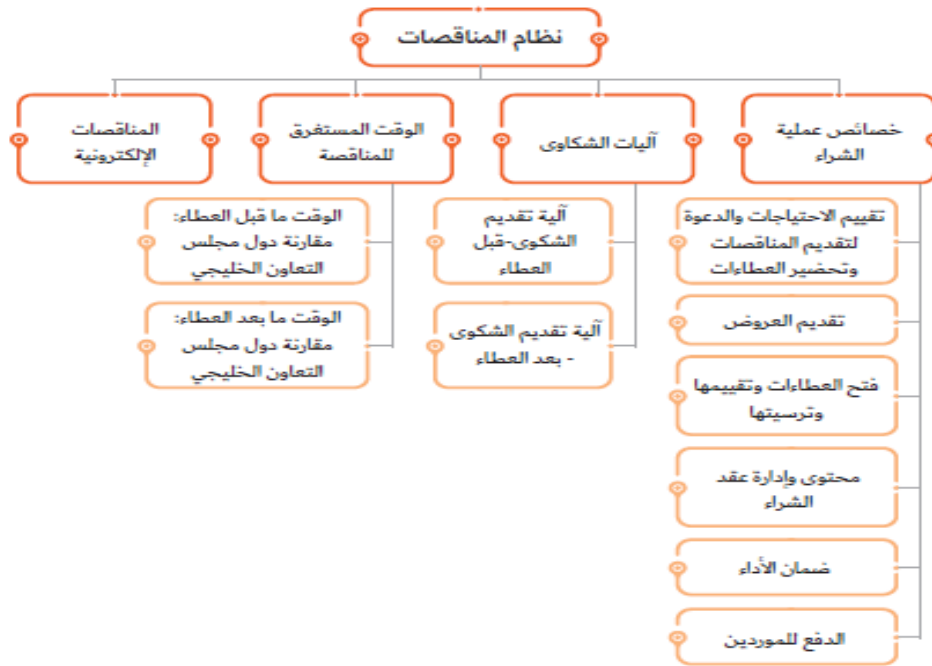 نظام المناقصات
خصائص عملية
الشراء
آليات الشكاوى
الوقت المستغرق
للمناقصة
المناقصات
الإلكترونية
تقييم الاحتياجات والدعوة
لتقديم المناقصات
وتحضير العطاءات
تقديم العروض
فتح العطاءات وتقييمها
وترسيتها
محتوى وإدارة عقد
الشراء
ضمان الأداء
الدفع للموردين
آلية تقديم
الشكوى-قبل
العطاء
آلية تقديم الشكوى
- بعد العطاء
الوقت ما قبل العطاء:
مقارنة دول مجلس
التعاون الخليجي
الوقت ما بعد العطاء:
مقارنة دول مجلس
التعاون الخليجي